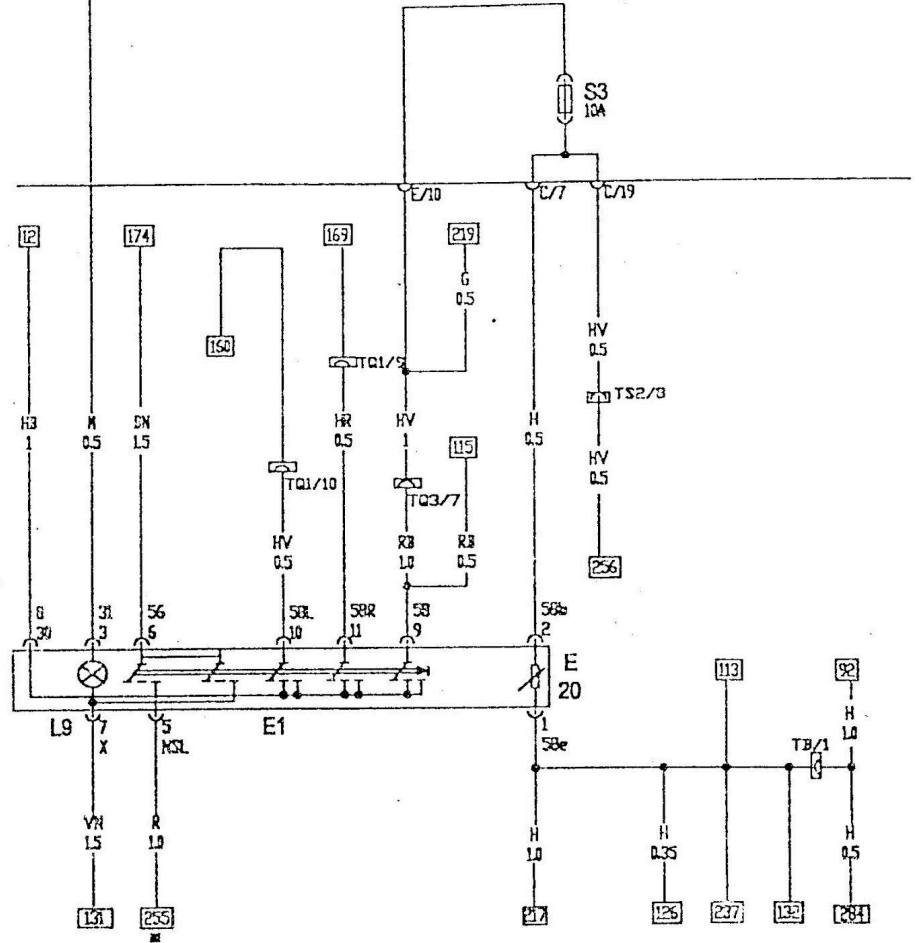 S3
10A
E/10
C/7
C/19
12
174
169
219
G
0.5
160
TQ1/9
HV
0.5
TS2/3
H3
1
M
0.5
SN
1.5
HR
0.5
HV
1
115
H
0.5
TQ1/10
TQ3/7
HV
0.5
HV
0.5
RB
1.0
RB
0.5
256
30
31
3
56
6
58L
10
58R
11
58
9
58b
2
E
20
113
92
L9
7
X
5
NSL
E1
1
58e
H
1.0
TB/1
VN
1.5
R
1.0
H
1.0
H
0.35
H
0.5
131
255
217
126
237
132
284